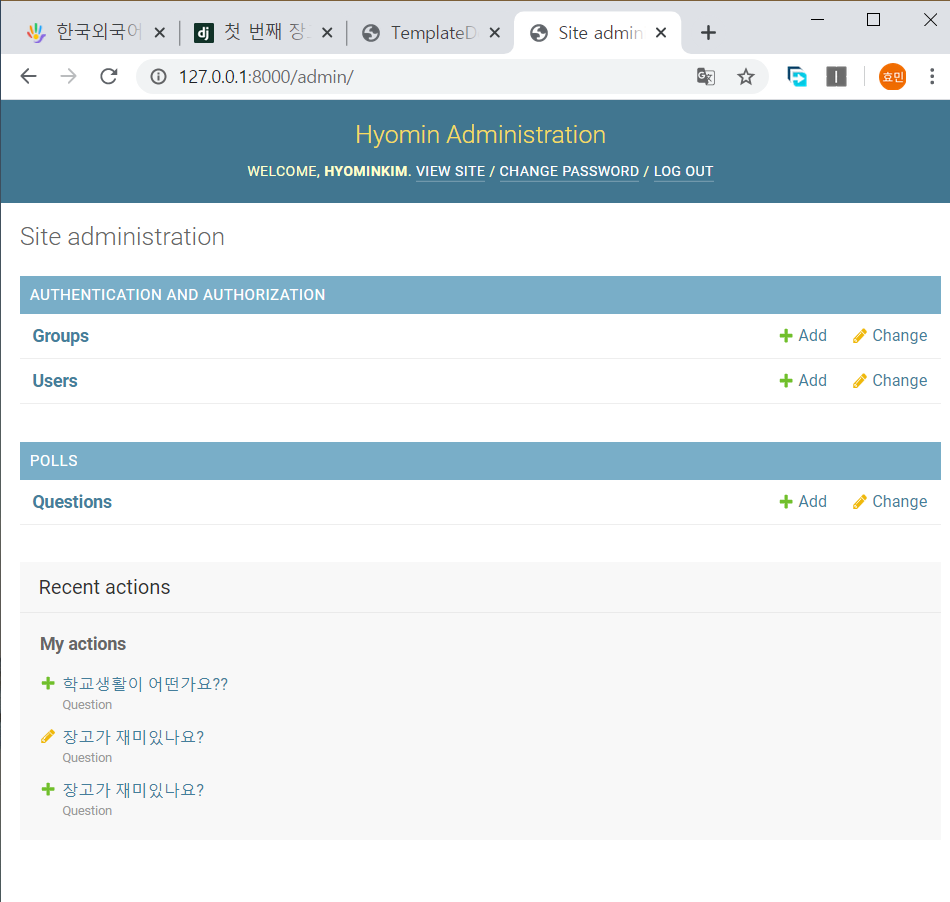 한국외국어 첫 번째 장 TemplateD Site admin
127.0.0.1:8000/admin/ 효민
Hyomin Administration
WELCOME, HYOMINKIM. VIEW SITE / CHANGE PASSWORD / LOG OUT
Site administration
AUTHENTICATION AND AUTHORIZATION
Groups Add Change
Users Add Change
POLLS
Questions Add Change
Recent actions
My actions
학교생활이 어떤가요??
Question
장고가 재미있나요?
Question
장고가 재미있나요?
Question